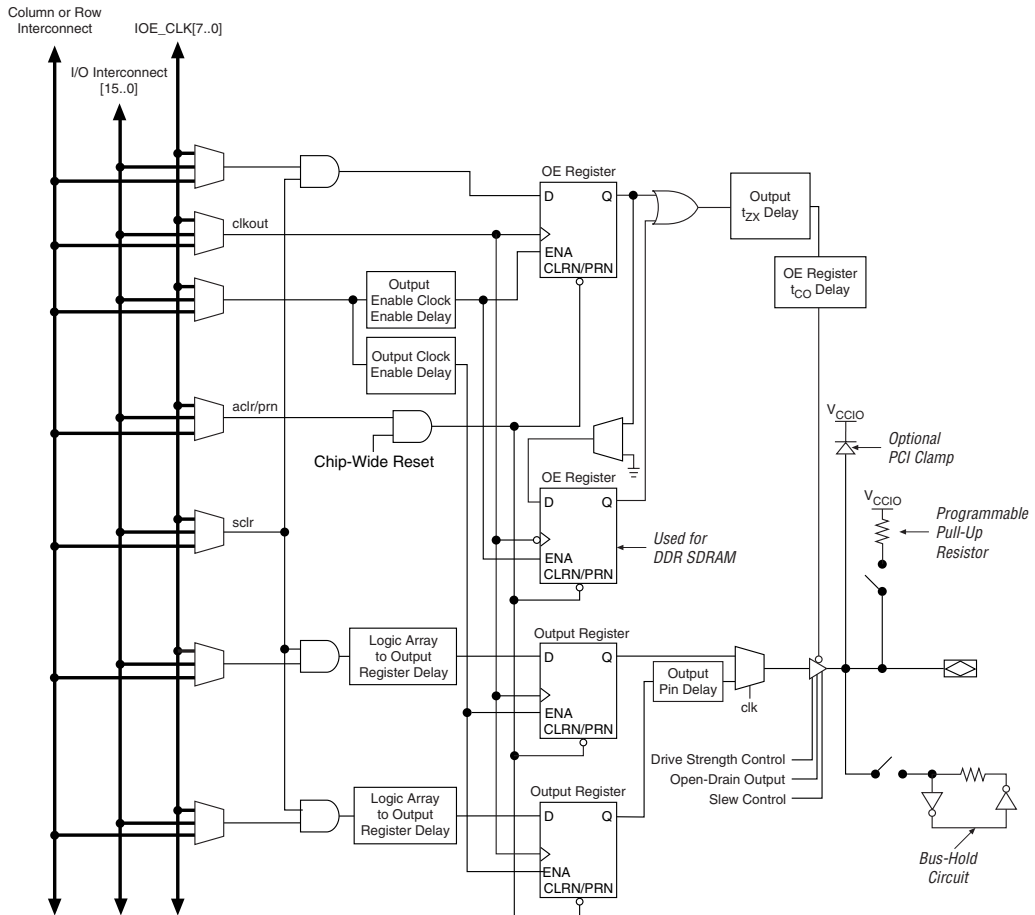 Column or Row
Interconnect
IOE_CLK[7..0]
I/O Interconnect
[15..0]
OE Register
D
Q
ENA
CLRN/PRN
Output
tZX Delay
OE Register
tCO Delay
clkout
Output
Enable Clock
Enable Delay
Output Clock
Enable Delay
aclr/prn
Chip-Wide Reset
VCCIO
Optional
PCI Clamp
OE Register
D
Q
ENA
CLRN/PRN
Used for
DDR SDRAM
VCCIO
Programmable
Pull-Up
Resistor
sclr
Logic Array
to Output
Register Delay
Output Register
D
Q
ENA
CLRN/PRN
Output
Pin Delay
clk
Drive Strength Control
Open-Drain Output
Slew Control
Logic Array
to Output
Register Delay
Output Register
D
Q
ENA
CLRN/PRN
Bus-Hold
Circuit